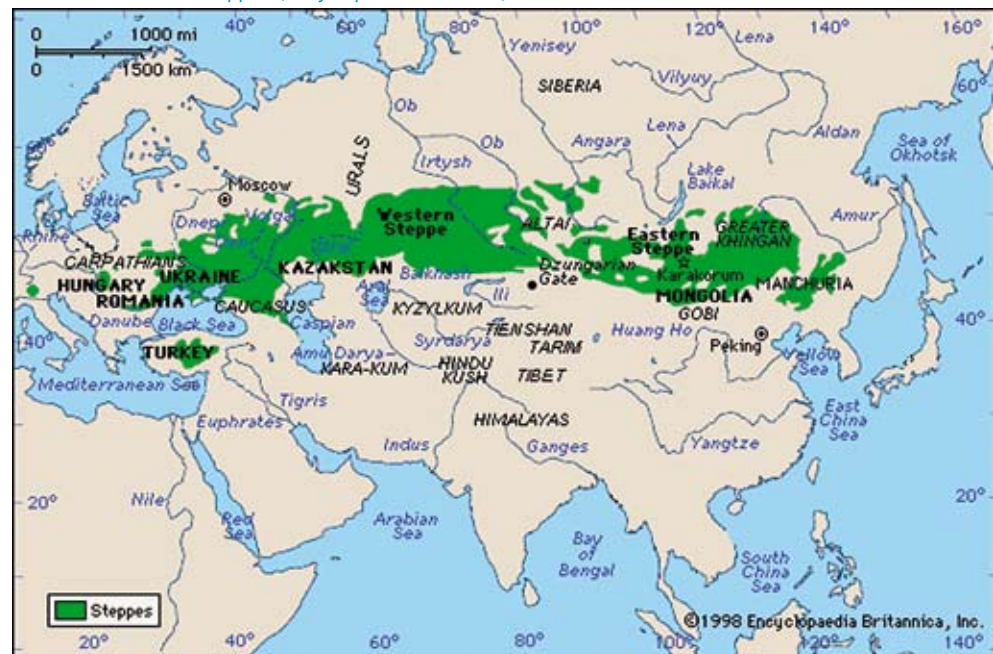 40°
60°
80°
100°
120°
140°
160°
0 1000 mi
0 1500 km
Yenisey
Lena
Vilyuy
SIBERIA
60°
Ob
Lena
Aldan
Ob
Angara
Sea of
Okhotsk
Irtysh
URALS
Lake
Baikal
Moscow
Baltic
Sea
Volga
Amur
Rhine
Western
Steppe
ALTAI
Eastern
Steppe
GREATER
KHINGAN
CARPATHIANS
UKRAINE
KAZAKSTAN
Dzungarian
Gate
Karakorum
MANCHURIA
HUNGARY
ROMANIA
Balkhash
Aral
Sea
Ili
MONGOLIA
CAUCASUS
KYZYLKUM
GOBI
Danube
Black Sea
Caspian
Syrdarya
TIENSHAN
TARIM
Huang Ho
Peking
40°
40°
TURKEY
Amu Darya
KARA-KUM
HINDU
KUSH
TIBET
Yellow
Sea
Mediterranean Sea
Tigris
Euphrates
HIMALAYAS
East
China
Sea
Indus
Ganges
Yangtze
Nile
20°
20°
Red
Sea
Arabian
Sea
Bay
of
Bengal
South
China
Sea
Steppes
©1998 Encyclopaedia Britannica, Inc.
20°
40°
60°
80°
100°
120°
140°